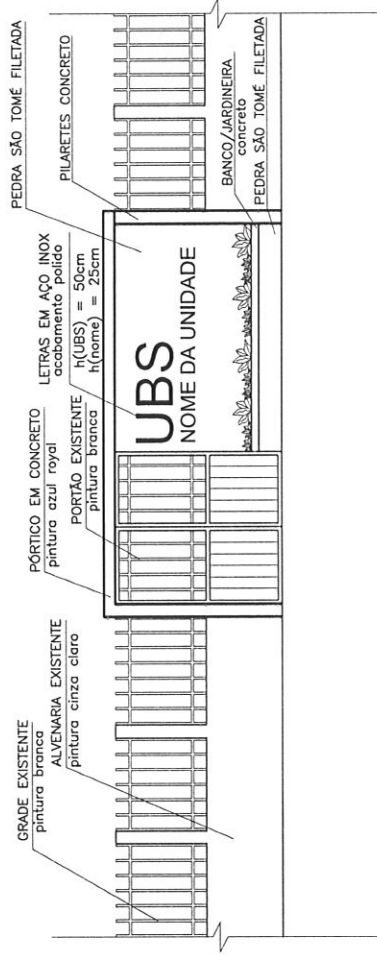 GRADE EXISTENTE
pintura branca
ALVENARIA EXISTENTE
pintura cinza claro
PÓRTICO EM CONCRETO
pintura azul royal
PORTÃO EXISTENTE
pintura branca
LETRAS EM AÇO INOX
acabamento polido
h(UBS) = 50cm
h(nome) = 25cm
PEDRA SÃO TOMÉ FILETADA
PILARETES CONCRETO
UBS
NOME DA UNIDADE
BANCO/JARDINEIRA
concreto
PEDRA SÃO TOMÉ FILETADA